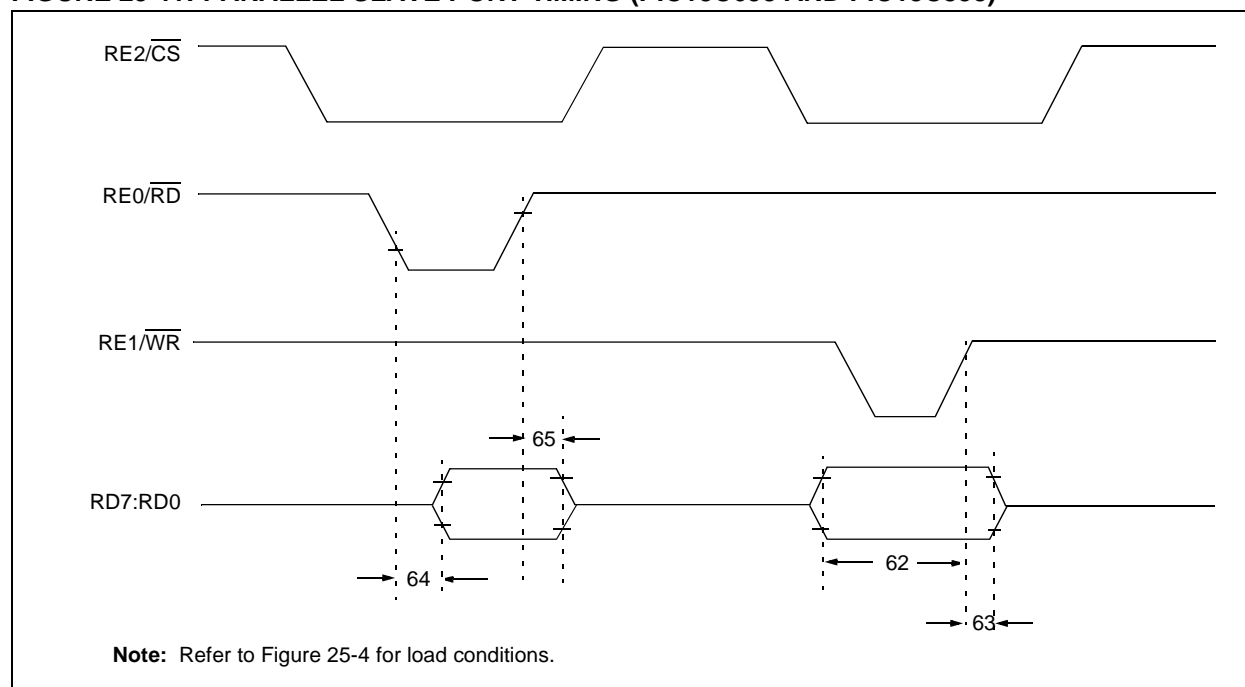 RE2/CS
RE0/RD
RE1/WR
65
RD7:RD0
62
64
63
Note: Refer to Figure 25-4 for load conditions.